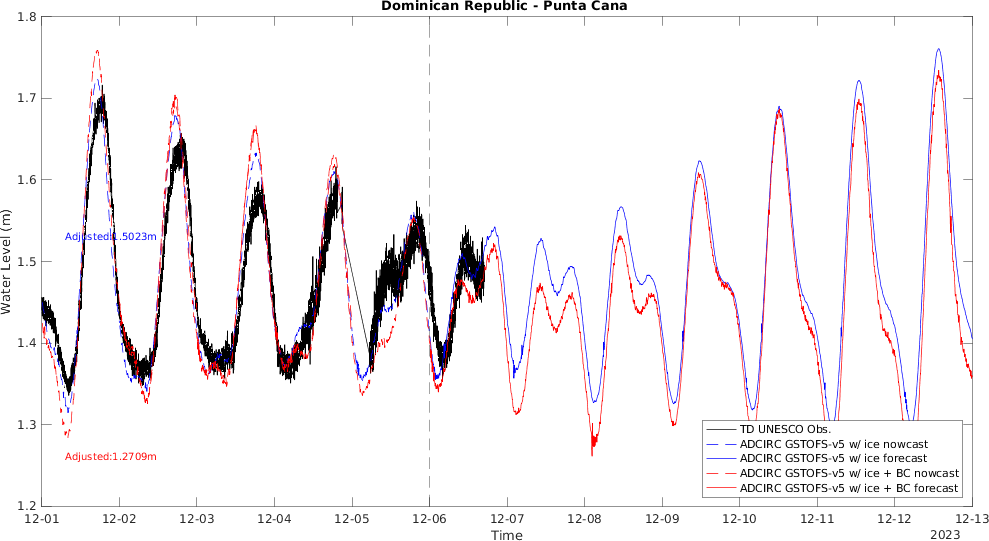 Dominican Republic - Punta Cana
1.8
1.7
1.6
1.5
1.4
1.3
1.2
Water Level (m)
Adjusted:1.5023m
Adjusted:1.2709m
TD UNESCO Obs.
ADCIRC GSTOFS-v5 w/ ice nowcast
ADCIRC GSTOFS-v5 w/ ice forecast
ADCIRC GSTOFS-v5 w/ ice + BC nowcast
ADCIRC GSTOFS-v5 w/ ice + BC forecast
12-01 12-02 12-03 12-04 12-05 12-06 12-07 12-08 12-09 12-10 12-11 12-12 12-13
Time
2023